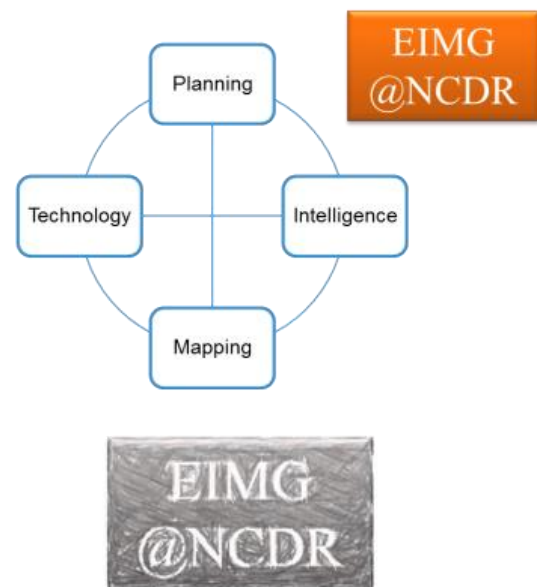 EIMG
@NCDR
Planning
Technology
Intelligence
Mapping
EIMG
@NCDR